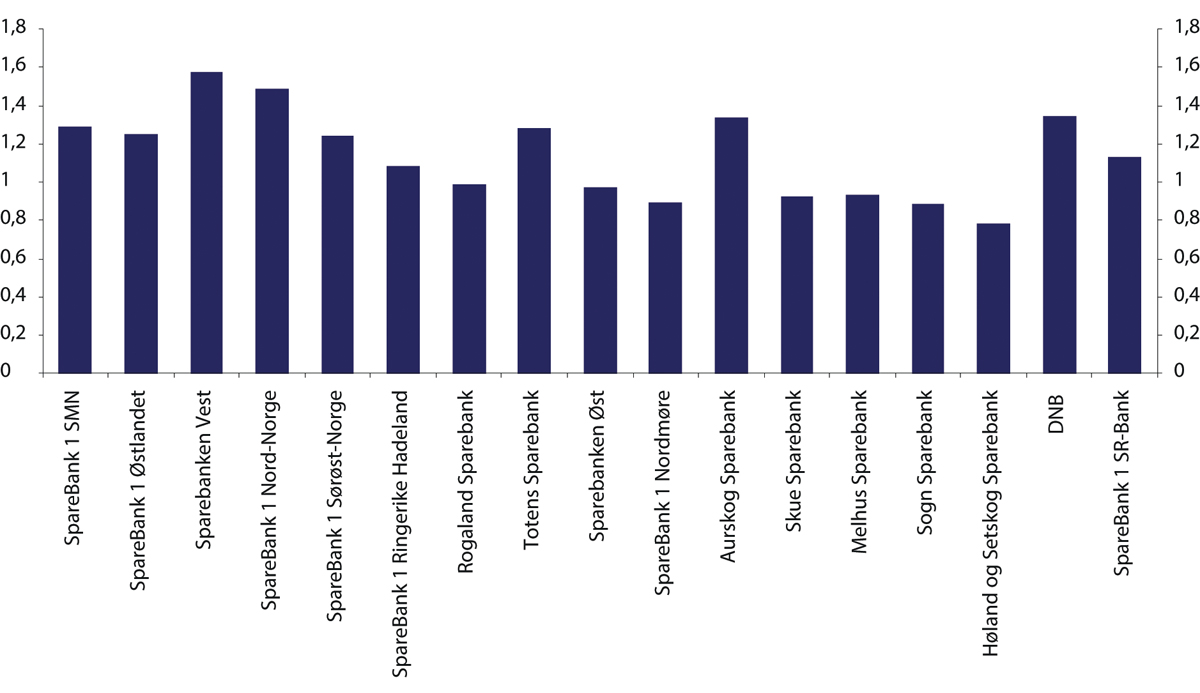 1,8
1,6
1,4
1,2
1
0,8
0,6
0,4
0,2
0
1,8
1,6
1,4
1,2
1
0,8
0,6
0,4
0,2
0
SpareBank 1 SMN
SpareBank 1 Østlandet
Sparebanken Vest
SpareBank 1 Nord-Norge
SpareBank 1 Sørøst-Norge
SpareBank 1 Ringerike Hadeland
Rogaland Sparebank
Totens Sparebank
Sparebanken Øst
SpareBank 1 Nordmøre
Aurskog Sparebank
Skue Sparebank
Melhus Sparebank
Sogn Sparebank
Høland og Setskog Sparebank
DNB
SpareBank 1 SR-Bank